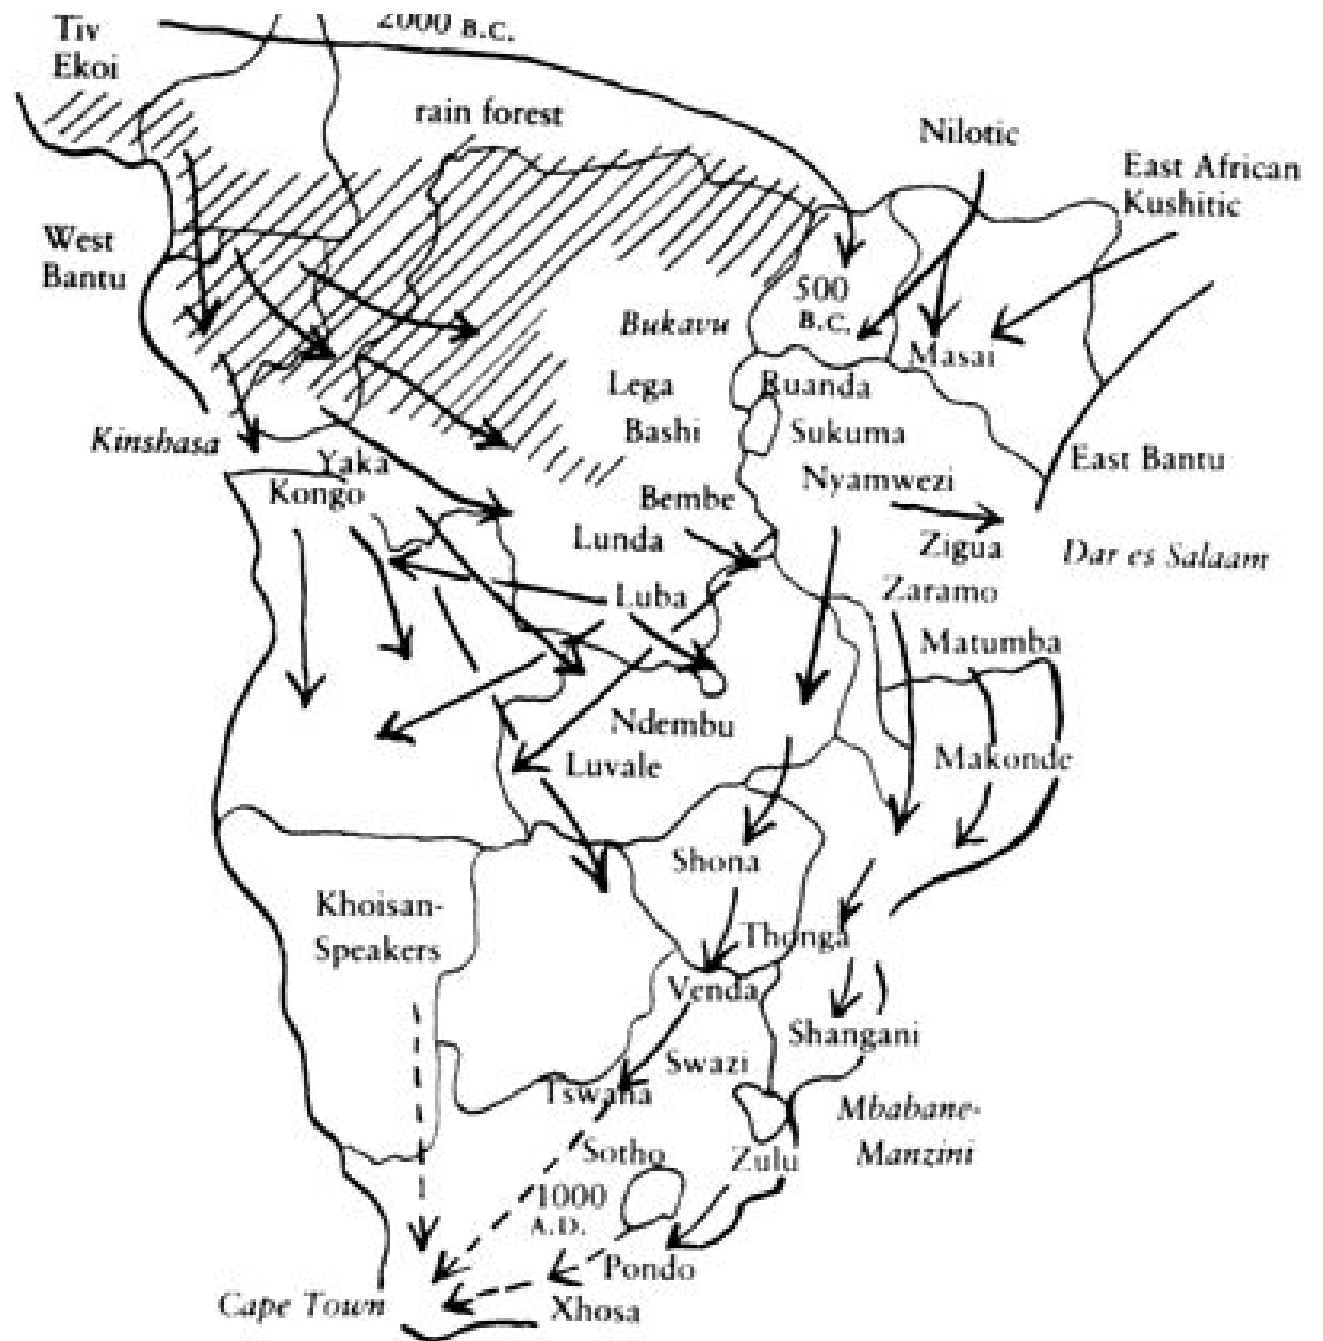 Tiv
Ekoi
2000 B.C.
rain forest
Nilotic
East African
Kushitic
West
Bantu
500
B.C.
Bukavu
Masai
Lega
Ruanda
Bashi
Sukuma
Kinshasa
Yaka
East Bantu
Kongo
Nyamwezi
Bembe
Lunda
Zigua
Dar es Salaam
Luba
Zaramo
Matumba
Ndembu
Luvale
Makonde
Shona
Khoisan-
Speakers
Thonga
Venda
Shangani
Swazi
Tswana
Mbabane-
Manzini
Sotho
Zulu
1000
A.D.
Pondo
Cape Town
Xhosa